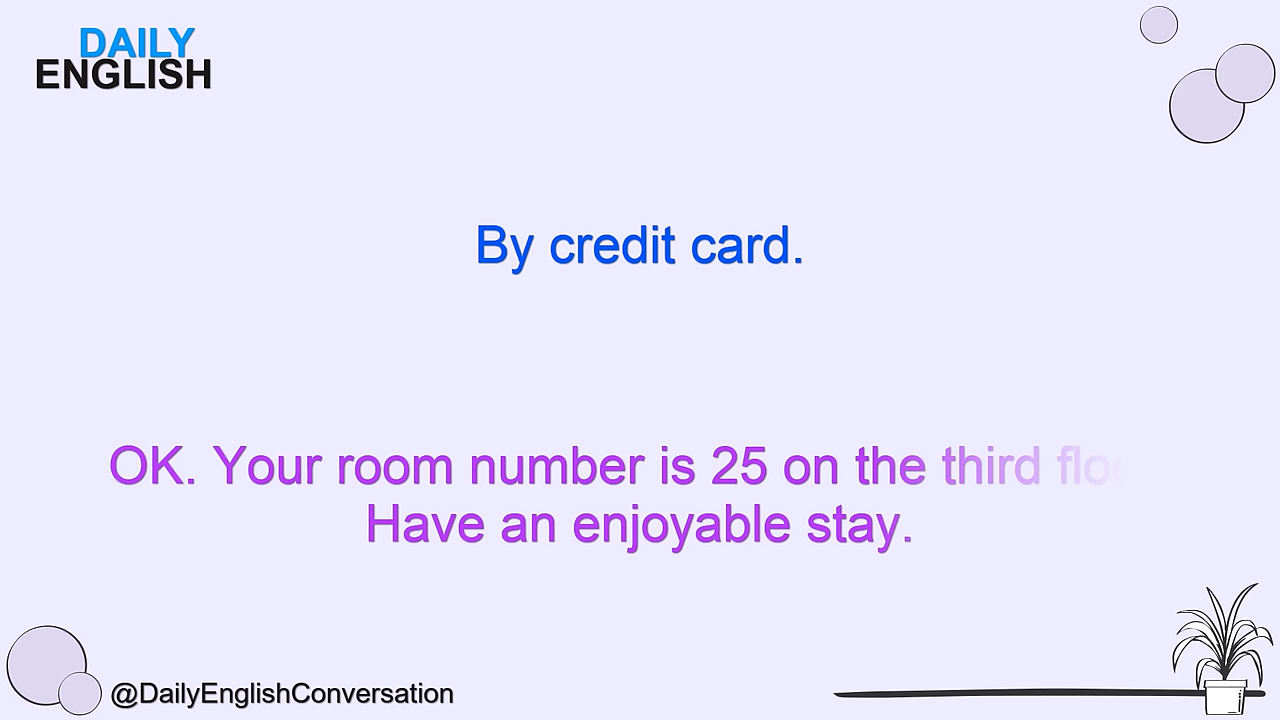 DAILY
ENGLISH
By credit card.
OK. Your room number is 25 on the third
Have an enjoyable stay.
@DailyEnglishConversation